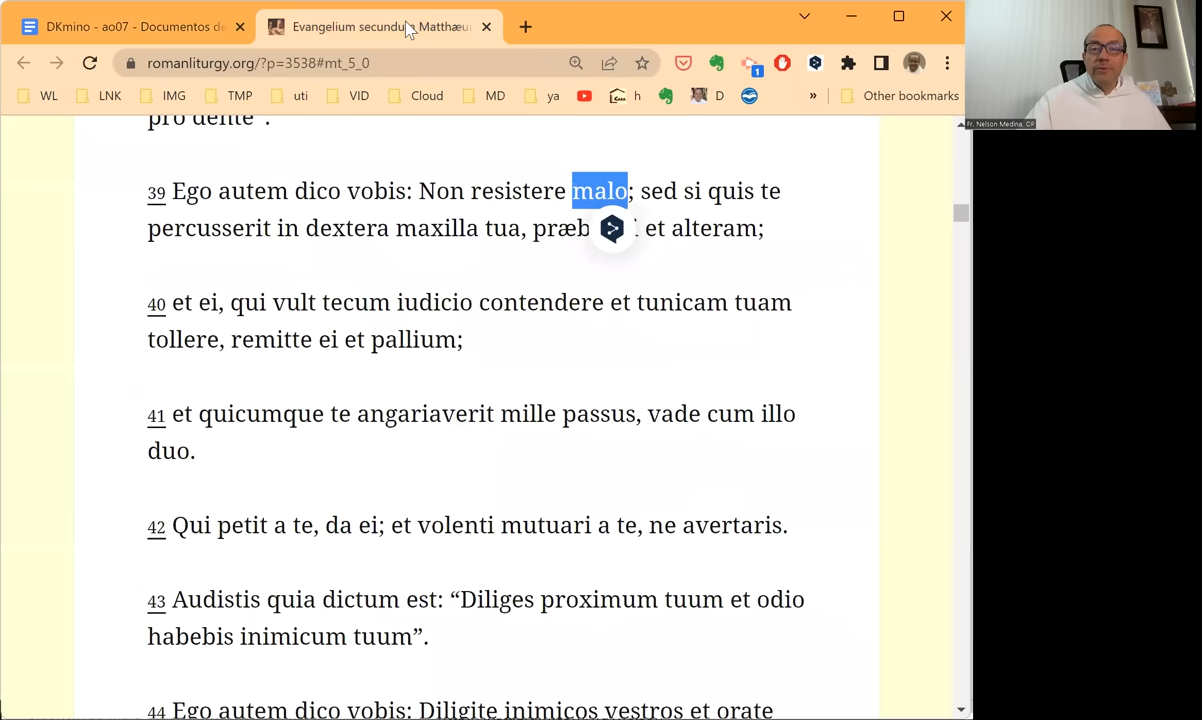 DKmino - ao07 - Documentos de
Evangelium secundum Matthæum
romanliturgy.org/?p=3538#mt_5_0
1
WL LNK IMG TMP uti VID Cloud MD ya h D » Other bookmarks
Fr. Nelson Medina, OP
pro dente”.
39 Ego autem dico vobis: Non resistere malo; sed si quis te
percusserit in dextera maxilla tua, præb et alteram;
40 et ei, qui vult tecum iudicio contendere et tunicam tuam
tollere, remitte ei et pallium;
41 et quicumque te angariaverit mille passus, vade cum illo
duo.
42 Qui petit a te, da ei; et volenti mutuari a te, ne avertaris.
43 Audistis quia dictum est: “Diliges proximum tuum et odio
habebis inimicum tuum”.
44 Ego autem dico vobis: Diligite inimicos vestros et orate